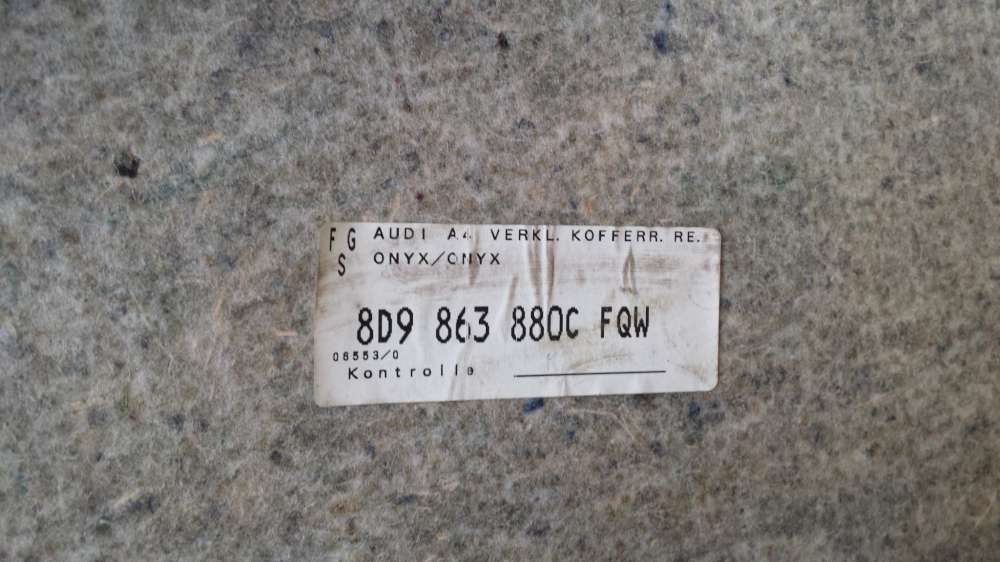 F G AUDI A4 VERKL. KOFFERR. RE.
S ONYX/ONYX
8D9 863 880C FQW
06553/0
Kontrolle